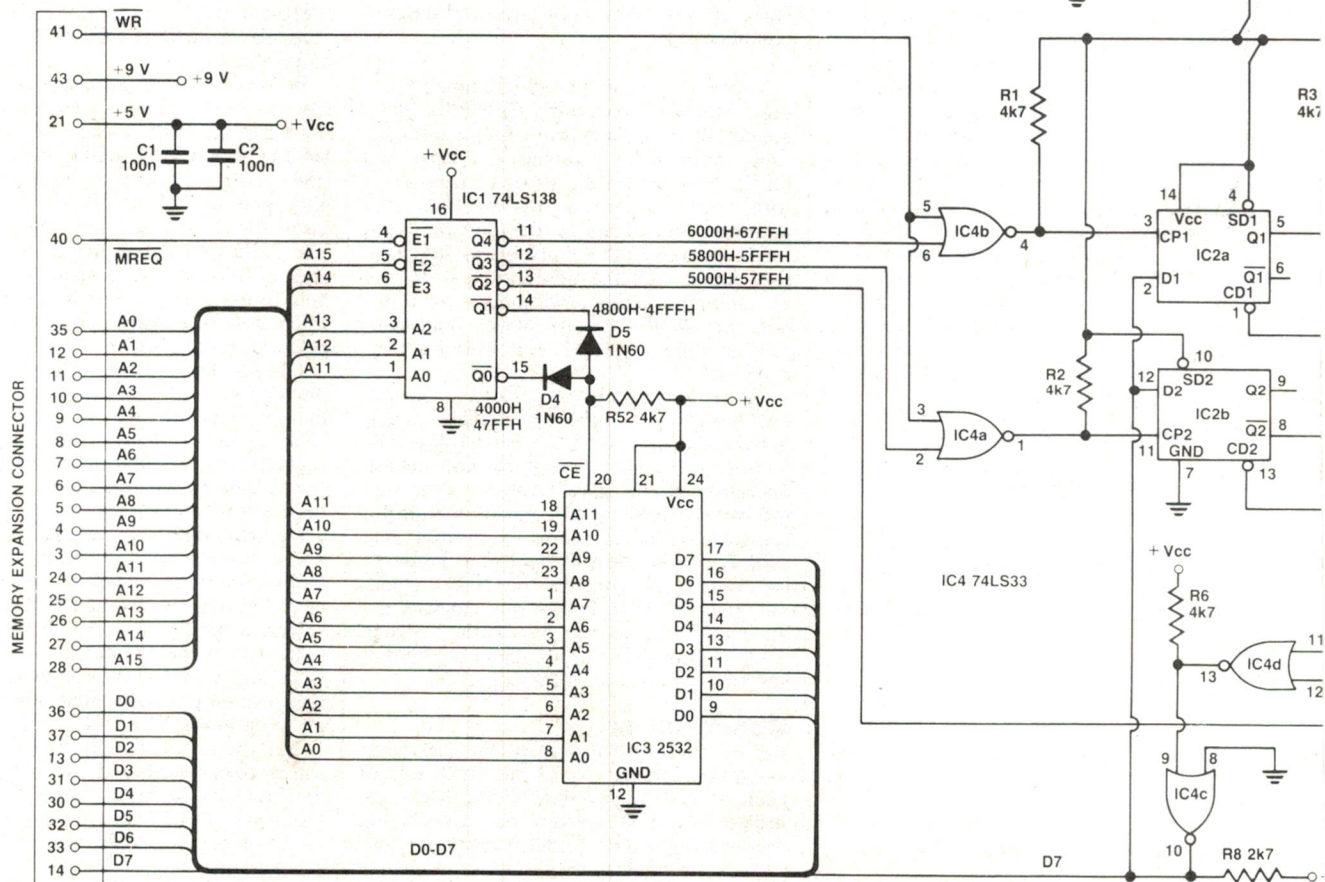 MEMORY EXPANSION CONNECTOR
41 WR
43 +9 V +9 V
21 +5 V + Vcc
C1 100n
C2 100n
40 MREQ
35 A0
12 A1
11 A2
10 A3
9 A4
8 A5
7 A6
6 A7
5 A8
4 A9
3 A10
24 A11
25 A12
26 A13
27 A14
28 A15
36 D0
37 D1
13 D2
31 D3
30 D4
32 D5
33 D6
14 D7
D0-D7
+ Vcc
IC1 74LS138
16
4 E1 Q4 11
A15 5 E2 Q3 12
A14 6 E3 Q2 13
Q1 14
A13 3 A2
A12 2 A1
A11 1 A0 Q0 15
8
6000H-67FFH
5800H-5FFFH
5000H-57FFH
4800H-4FFFH
4000H
47FFH
D5
1N60
D4
1N60
R52 4k7
+ Vcc
CE 20 21 24
Vcc
A11 18 A11
A10 19 A10
A9 22 A9
A8 23 A8
A7 1 A7
A6 2 A6
A5 3 A5
A4 4 A4
A3 5 A3
A2 6 A2
A1 7 A1
A0 8 A0
D7 17
D6 16
D5 15
D4 14
D3 13
D2 11
D1 10
D0 9
IC3 2532
GND
12
R1
4k7
R3
4k7
5
6
IC4b
4
3
2
IC4a
1
R2
4k7
14 4
Vcc SD1
3 CP1 Q1 5
IC2a
2 D1 Q1 6
CD1
1
10
SD2
12 D2 Q2 9
IC2b
11 CP2 Q2 8
GND CD2
7 13
IC4 74LS33
+ Vcc
R6
4k7
11
12
IC4d
13
9 8
IC4c
10
D7
R8 2k7